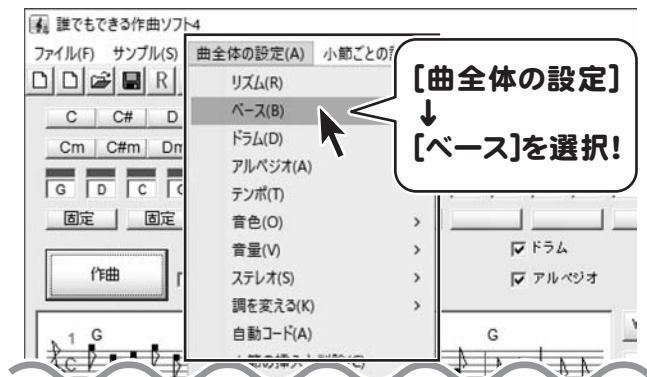 誰でもできる作曲ソフト4
ファイル(F) サンプル(S) 曲全体の設定(A) 小節ごとの
R
[曲全体の設定]
↓
[ベース]を選択!
リズム(R)
ベース(B)
ドラム(D)
アルペジオ(A)
テンポ(T)
音色(O) >
音量(V) >
ステレオ(S) >
調を変える(K) >
自動コード(A)
C C# D
Cm C#m Dm
G D C
固定 固定
作曲
ドラム
アルペジオ
1 G
G